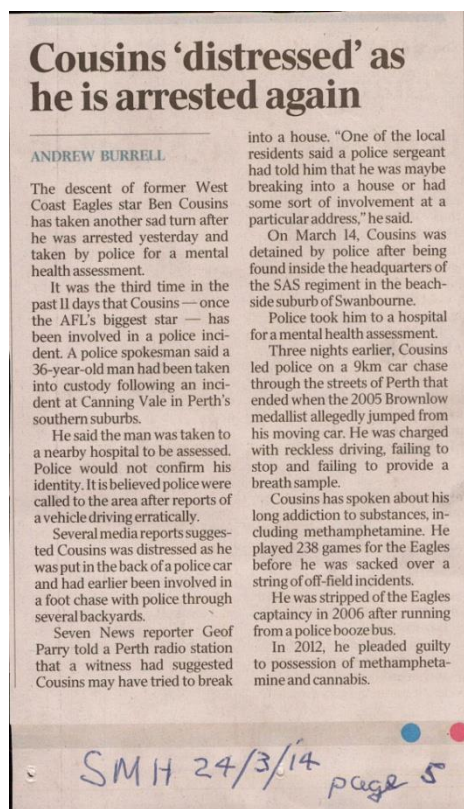 Cousins ‘distressed’ as
he is arrested again
ANDREW BURRELL
The descent of former West
Coast Eagles star Ben Cousins
has taken another sad turn after
he was arrested yesterday and
taken by police for a mental
health assessment.
It was the third time in the
past 11 days that Cousins — once
the AFL's biggest star — has
been involved in a police inci-
dent. A police spokesman said a
36-year-old man had been taken
into custody following an inci-
dent at Canning Vale in Perth's
southern suburbs.
He said the man was taken to
a nearby hospital to be assessed.
Police would not confirm his
identity. It is believed police were
called to the area after reports of
a vehicle driving erratically.
Several media reports sugges-
ted Cousins was distressed as he
was put in the back of a police car
and had earlier been involved in
a foot chase with police through
several backyards.
Seven News reporter Geof
Parry told a Perth radio station
that a witness had suggested
Cousins may have tried to break
into a house. “One of the local
residents said a police sergeant
had told him that he was maybe
breaking into a house or had
some sort of involvement at a
particular address,” he said.
On March 14, Cousins was
detained by police after being
found inside the headquarters of
the SAS regiment in the beach-
side suburb of Swanbourne.
Police took him to a hospital
for a mental health assessment.
Three nights earlier, Cousins
led police on a 9km car chase
through the streets of Perth that
ended when the 2005 Brownlow
medallist allegedly jumped from
his moving car. He was charged
with reckless driving, failing to
stop and failing to provide a
breath sample.
Cousins has spoken about his
long addiction to substances, in-
cluding methamphetamine. He
played 238 games for the Eagles
before he was sacked over a
string of off-field incidents.
He was stripped of the Eagles
captaincy in 2006 after running
from a police booze bus.
In 2012, he pleaded guilty
to possession of methampheta-
mine and cannabis.
SMH 24/3/14 page 5